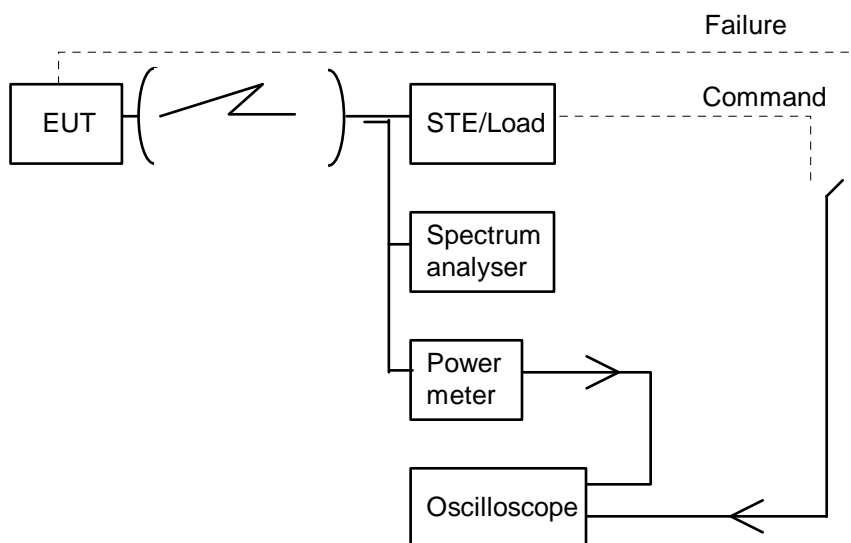 Failure
EUT
STE/Load
Command
Spectrum
analyser
Power
meter
Oscilloscope